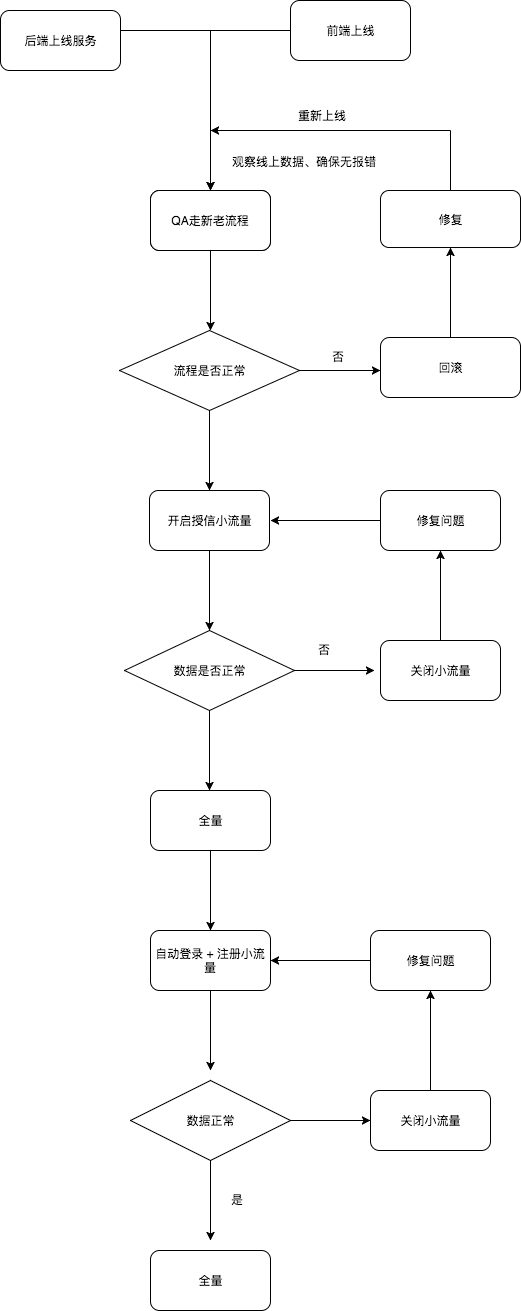 后端上线服务
前端上线
重新上线
观察线上数据、确保无报错
QA走新老流程
修复
流程是否正常
否
回滚
开启授信小流量
修复问题
数据是否正常
否
关闭小流量
全量
自动登录 + 注册小流
量
修复问题
数据正常
关闭小流量
是
全量